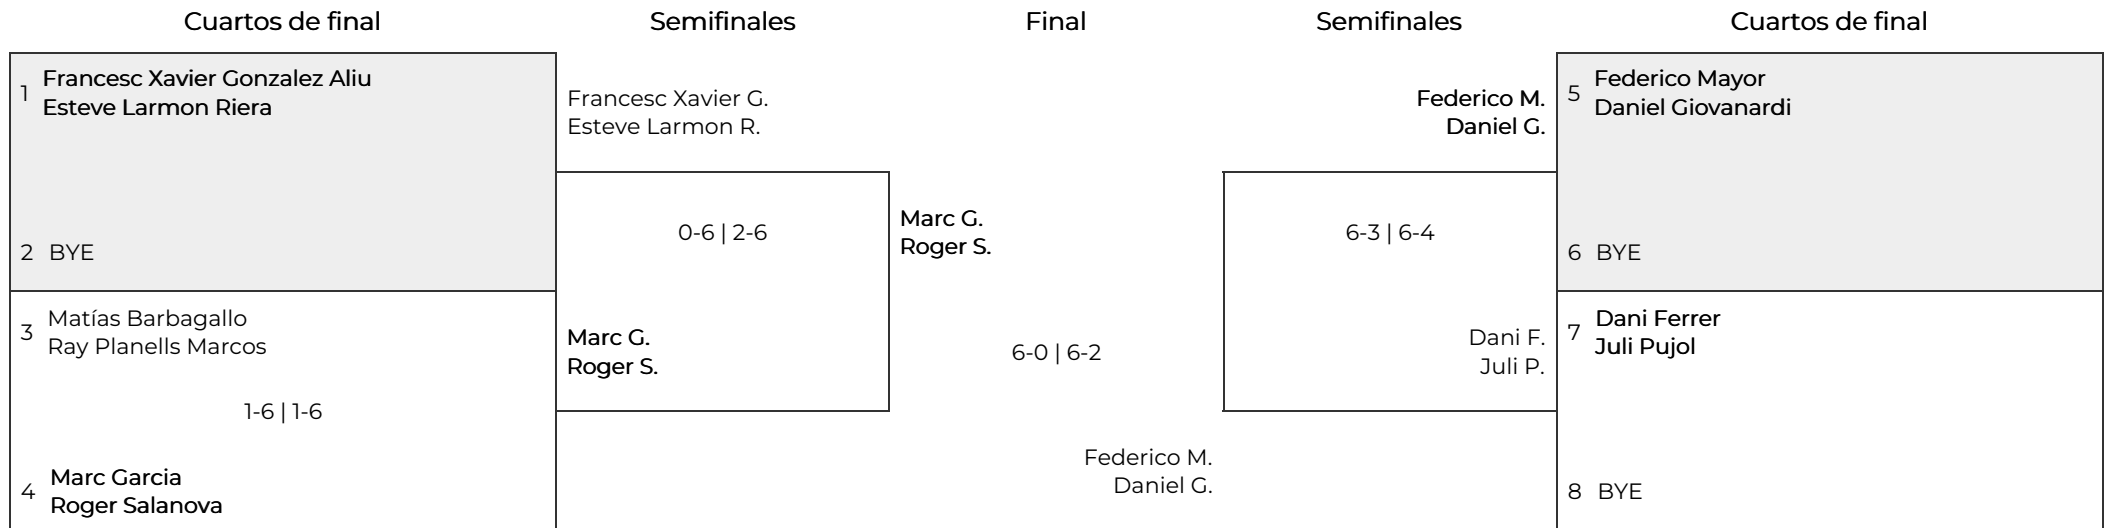 Cuartos de final
Semifinales
Final
Semifinales
Cuartos de final
1
Francesc Xavier Gonzalez Aliu
Esteve Larmon Riera
2 BYE
3
Matías Barbagallo
Ray Planells Marcos
1-6 | 1-6
4
Marc Garcia
Roger Salanova
Francesc Xavier G.
Esteve Larmon R.
0-6 | 2-6
Marc G.
Roger S.
Marc G.
Roger S.
6-0 | 6-2
Federico M.
Daniel G.
Federico M.
Daniel G.
6-3 | 6-4
Dani F.
Juli P.
5
Federico Mayor
Daniel Giovanardi
6 BYE
7
Dani Ferrer
Juli Pujol
8 BYE